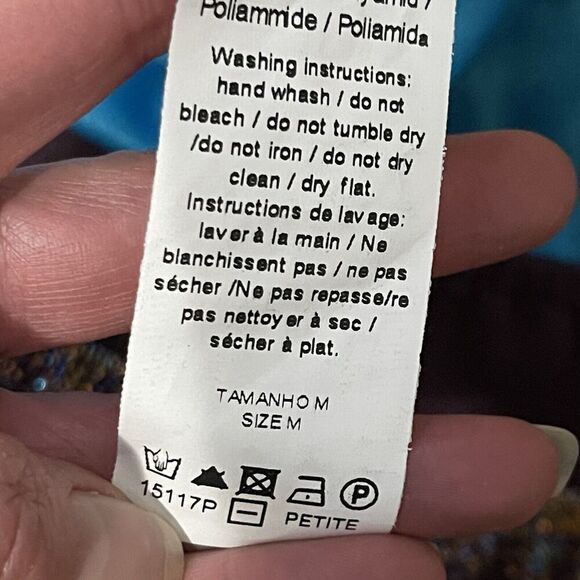 Poliammide / Poliamida
Washing instructions:
hand whash / do not
bleach / do not tumble dry
/do not iron / do not dry
clean / dry flat.
Instructions de lavage:
laver à la main / Ne
blanchissent pas / ne pas
sécher /Ne pas repasse/re
pas nettoyer à sec /
sécher à plat.
TAMANHO M
SIZE M
P
15117P PETITE